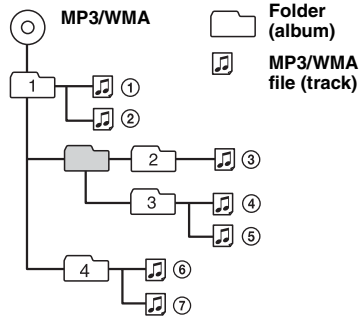 MP3/WMA
Folder
(album)
MP3/WMA
file (track)
1
①
②
2
③
3
④
⑤
4
⑥
⑦